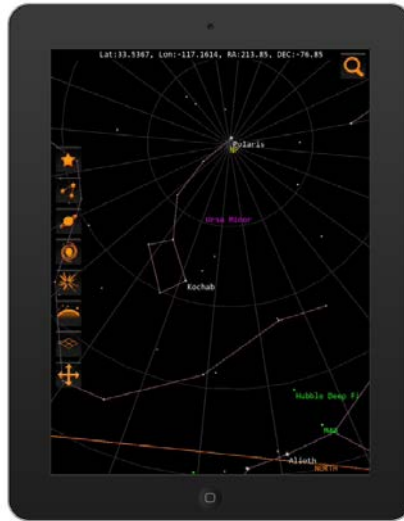 Lat:33.5367, Lon:-117.1614, RA:213.85, DEC:-76.85
Polaris
Ursa Minor
Kochab
Hubble Deep Fi
Alioth
NORTH